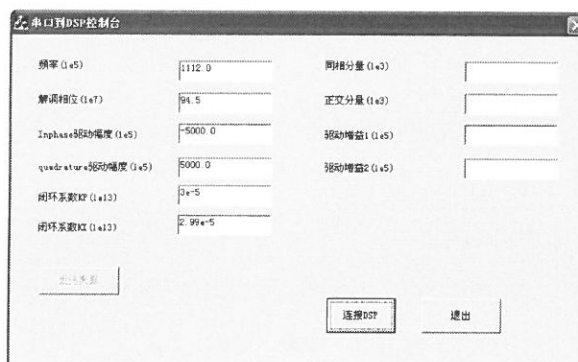 串口到DSP控制台
频率(1e5) 1112.0 同相分量(1e3)
解调相位(1e7) 94.5 正交分量(1e3)
Inphase驱动幅度(1e5) -5000.0 驱动增益1(1e5)
quadrature驱动幅度(1e5) 5000.0 驱动增益2(1e5)
闭环系数KP(1e13) 3e-5
闭环系数KI(1e13) 2.99e-5
连接DSP 退出